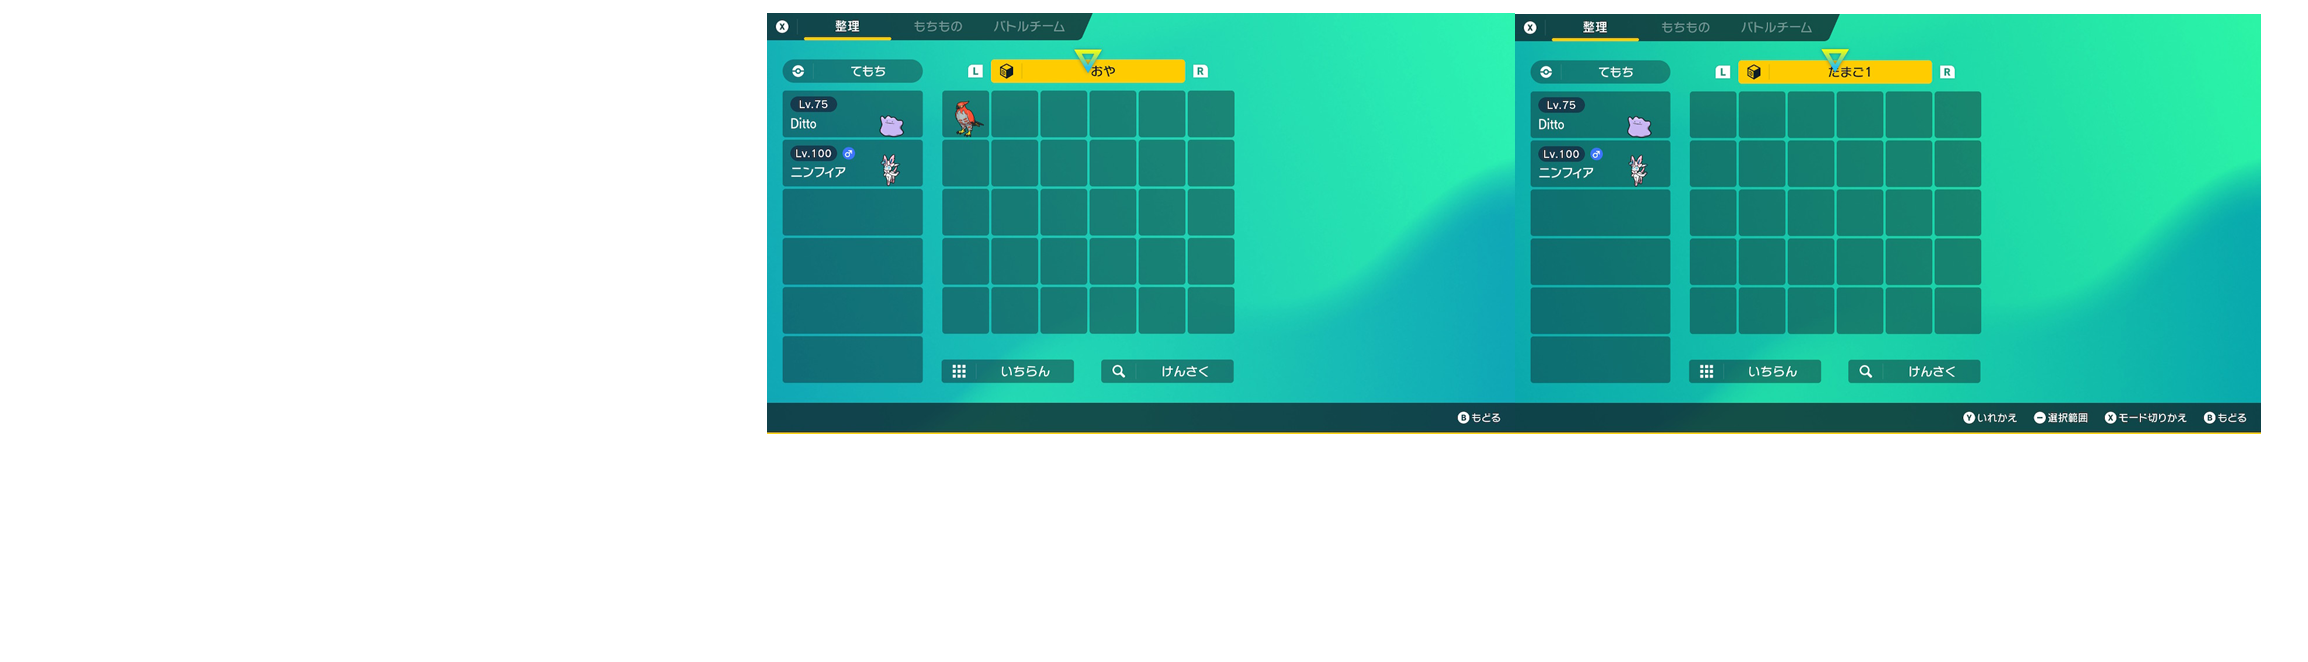 X 整理 もちもの バトルチーム
てもち L おや R
Lv.75
Ditto
Lv.100 ♂
ニンフィア
いちらん けんさく
B もどる
X 整理 もちもの バトルチーム
てもち L たまご1 R
Lv.75
Ditto
Lv.100 ♂
ニンフィア
いちらん けんさく
Y いれかえ - 選択範囲 X モード切りかえ B もどる